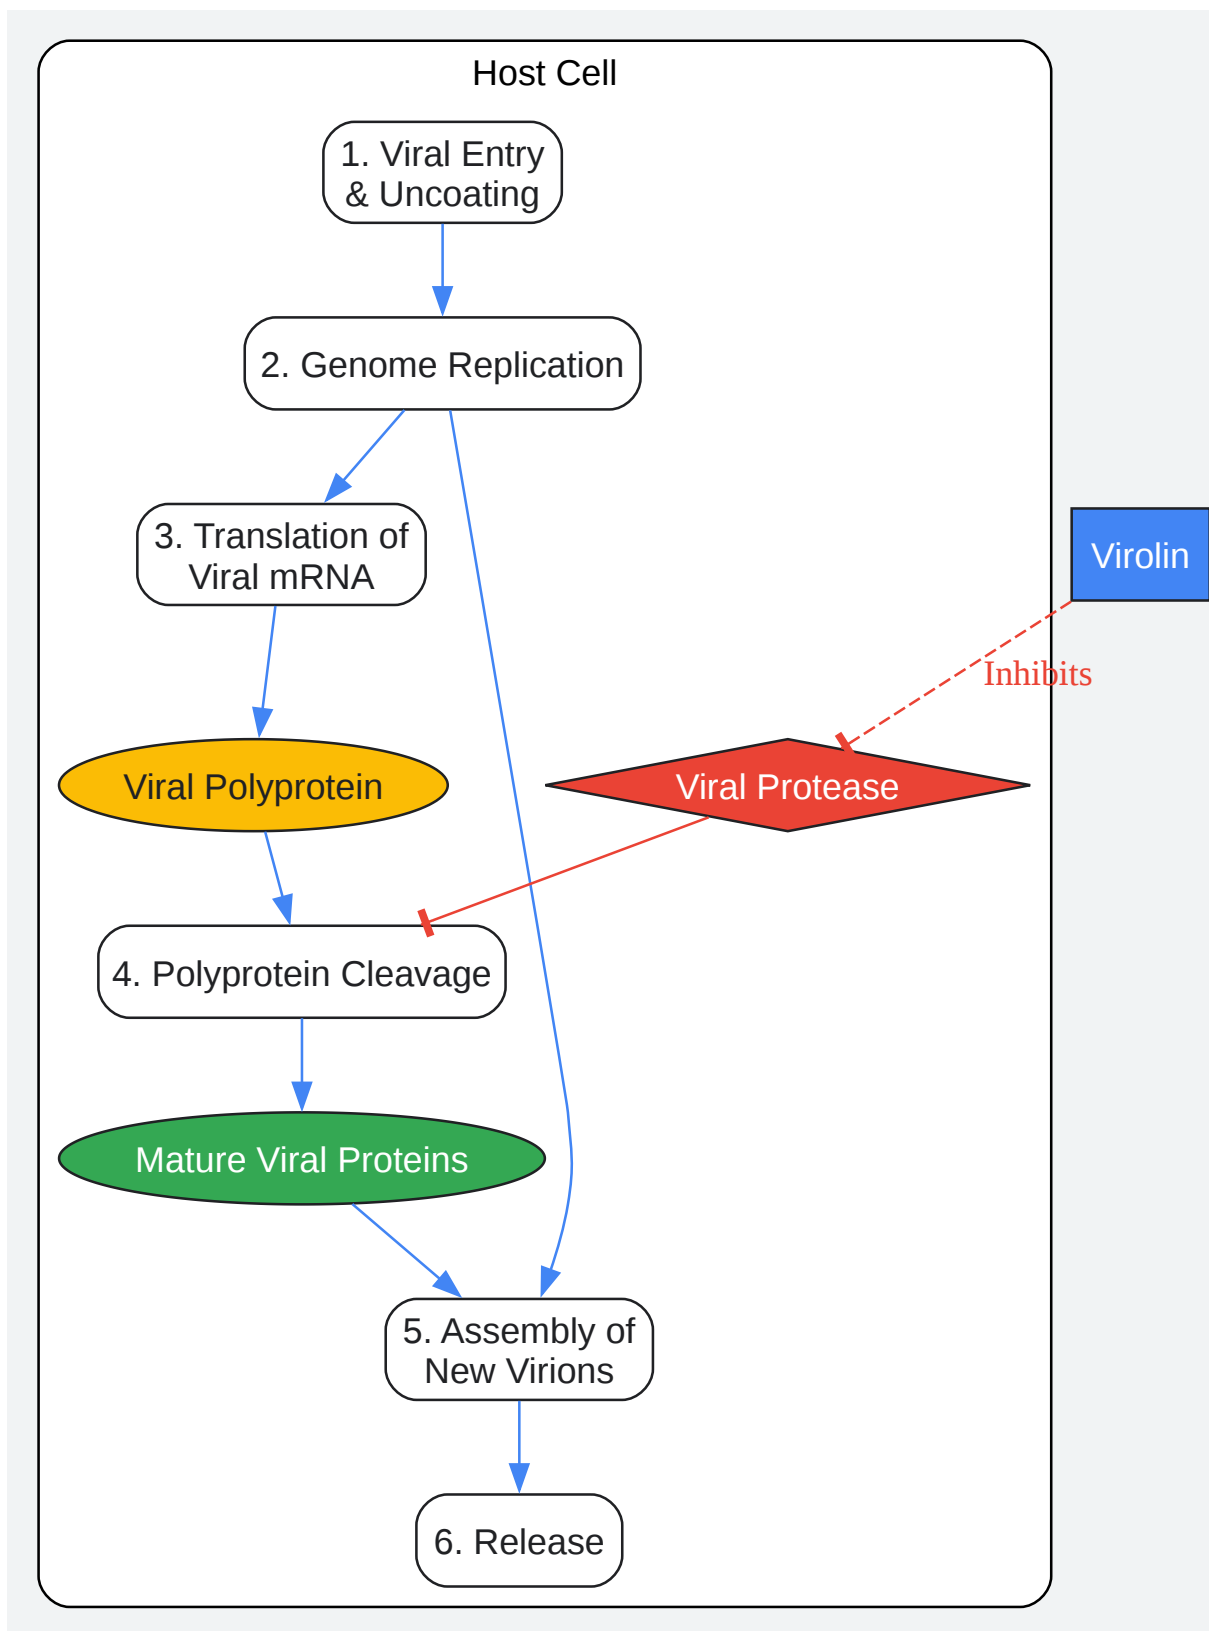 Host Cell
1. Viral Entry
& Uncoating
2. Genome Replication
3. Translation of
Viral mRNA
Virolin
Inhibits
Viral Polyprotein
Viral Protease
4. Polyprotein Cleavage
Mature Viral Proteins
5. Assembly of
New Virions
6. Release